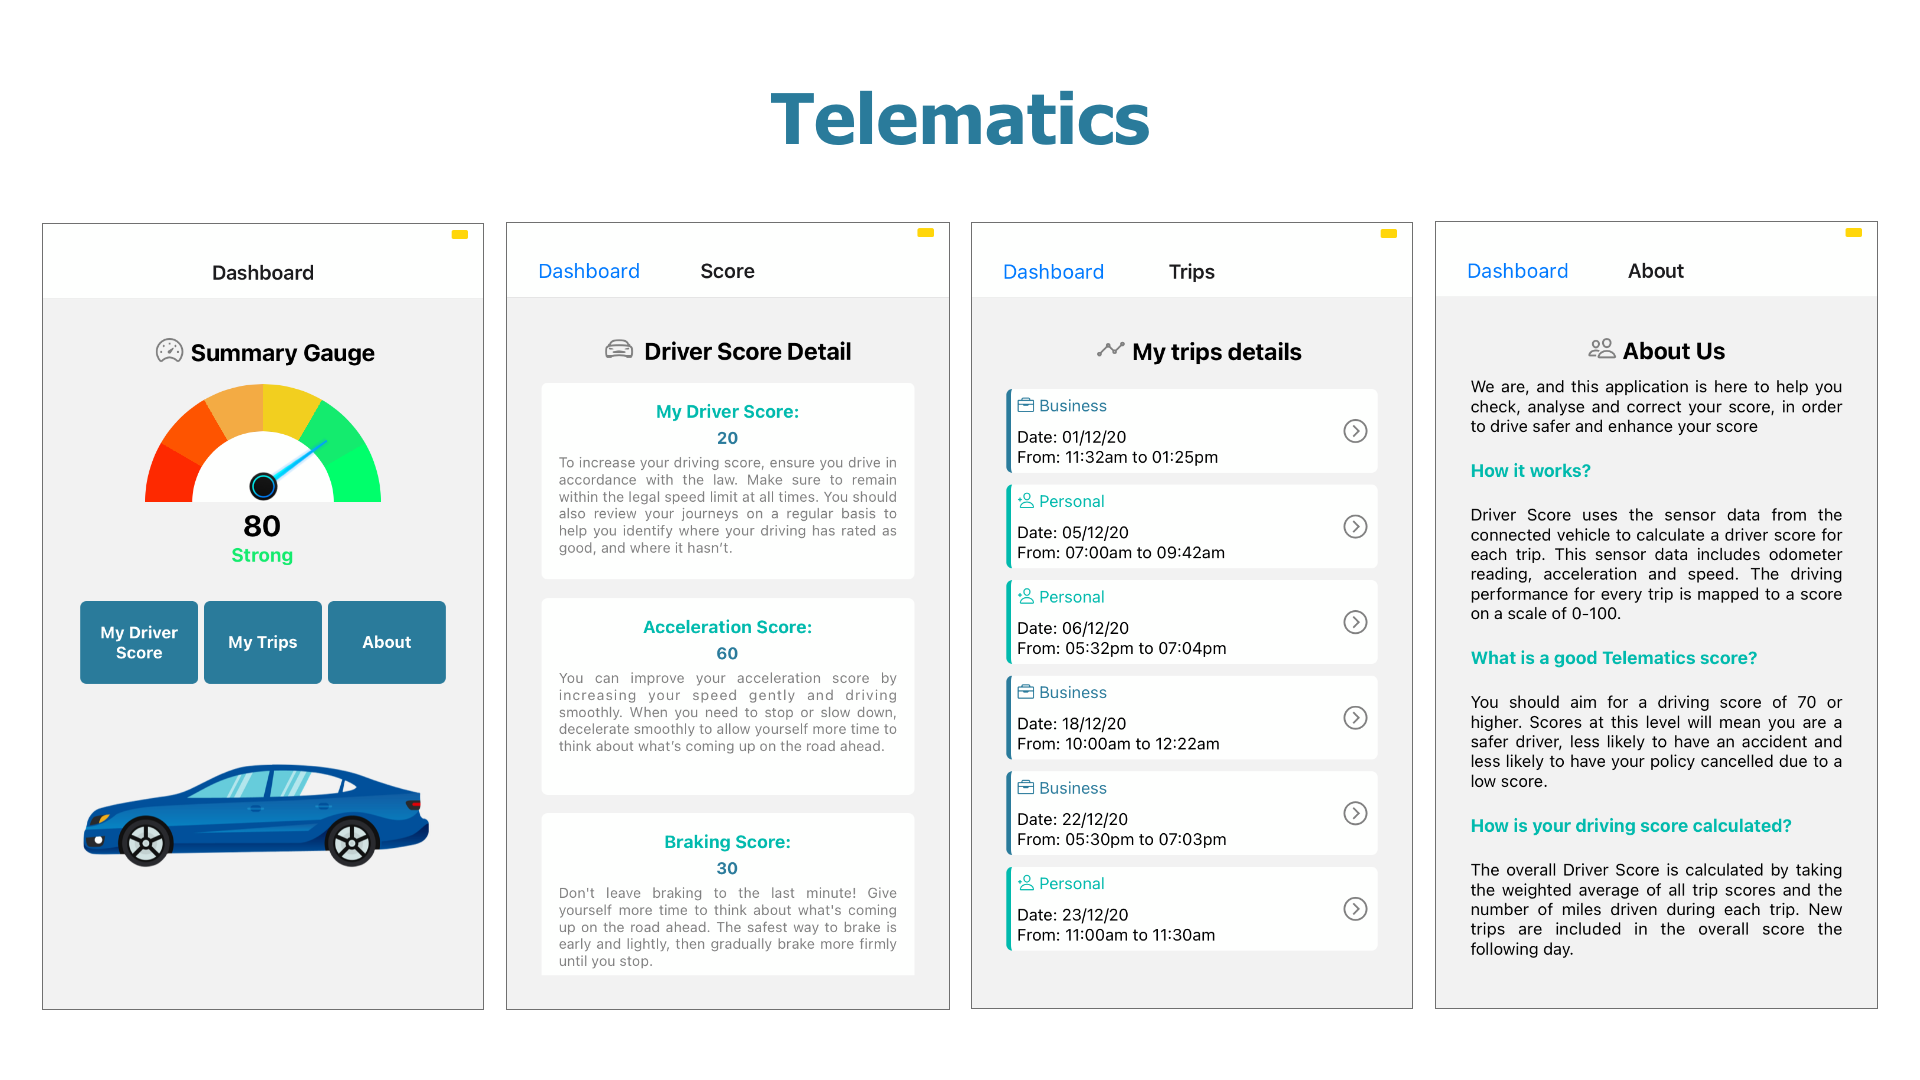 Telematics
Dashboard
Summary Gauge
80
Strong
My Driver
Score
My Trips
About
Dashboard
Score
Driver Score Detail
My Driver Score:
20
To increase your driving score, ensure you drive in
accordance with the law. Make sure to remain
within the legal speed limit at all times. You should
also review your journeys on a regular basis to
help you identify where your driving has rated as
good, and where it hasn't.
Acceleration Score:
60
You can improve your acceleration score by
increasing your speed gently and driving
smoothly. When you need to stop or slow down,
decelerate smoothly to allow yourself more time to
think about what's coming up on the road ahead.
Braking Score:
30
Don't leave braking to the last minute! Give
yourself more time to think about what's coming
up on the road ahead. The safest way to brake is
early and lightly, then gradually brake more firmly
until you stop.
Dashboard
Trips
My trips details
Business
Date: 01/12/20
From: 11:32am to 01:25pm
Personal
Date: 05/12/20
From: 07:00am to 09:42am
Personal
Date: 06/12/20
From: 05:32pm to 07:04pm
Business
Date: 18/12/20
From: 10:00am to 12:22am
Business
Date: 22/12/20
From: 05:30pm to 07:03pm
Personal
Date: 23/12/20
From: 11:00am to 11:30am
Dashboard
About
About Us
We are, and this application is here to help you
check, analyse and correct your score, in order
to drive safer and enhance your score
How it works?
Driver Score uses the sensor data from the
connected vehicle to calculate a driver score for
each trip. This sensor data includes odometer
reading, acceleration and speed. The driving
performance for every trip is mapped to a score
on a scale of 0-100.
What is a good Telematics score?
You should aim for a driving score of 70 or
higher. Scores at this level will mean you are a
safer driver, less likely to have an accident and
less likely to have your policy cancelled due to a
low score.
How is your driving score calculated?
The overall Driver Score is calculated by taking
the weighted average of all trip scores and the
number of miles driven during each trip. New
trips are included in the overall score the
following day.